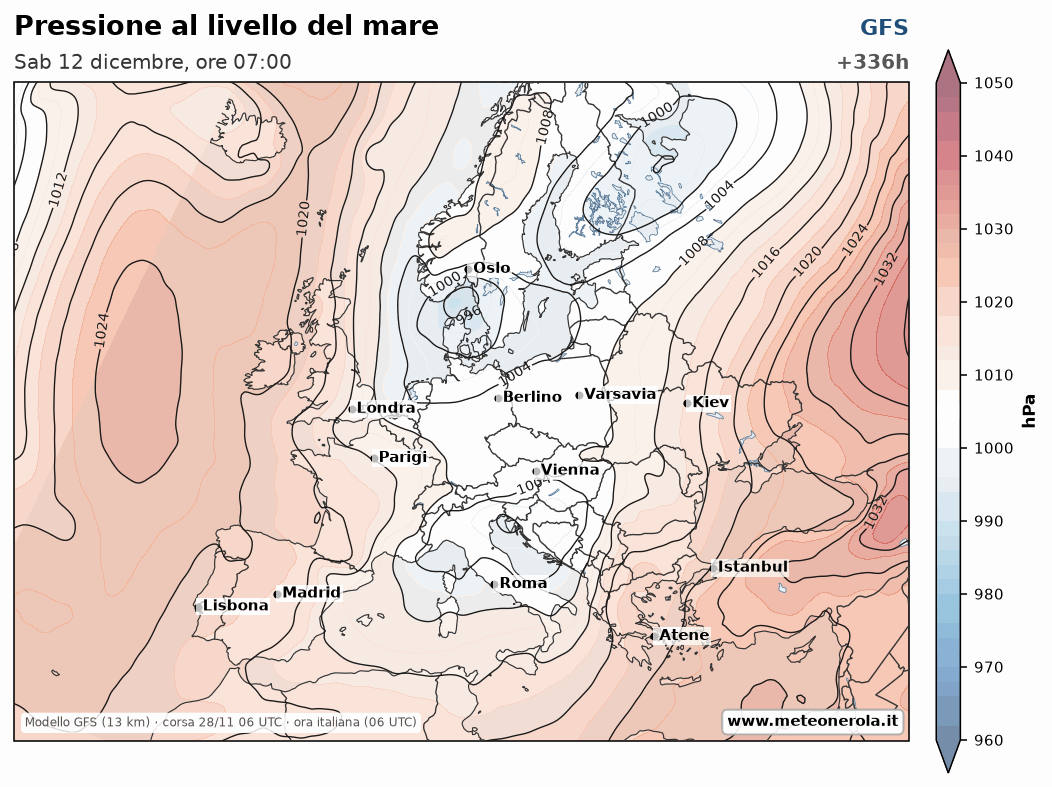 Pressione al livello del mare
GFS
Sab 12 dicembre, ore 07:00
+336h
1050
1040
1030
1020
1010
1000
990
980
970
960
hPa
1000
1008
1012
1004
1020
1008
1016
1020
1024
1032
Oslo
1000
996
1024
1004
Berlino
Varsavia
Kiev
Londra
Parigi
Vienna
1004
1032
Istanbul
Roma
Madrid
Lisbona
Atene
Modello GFS (13 km) · corsa 28/11 06 UTC · ora italiana (06 UTC)
www.meteonerola.it